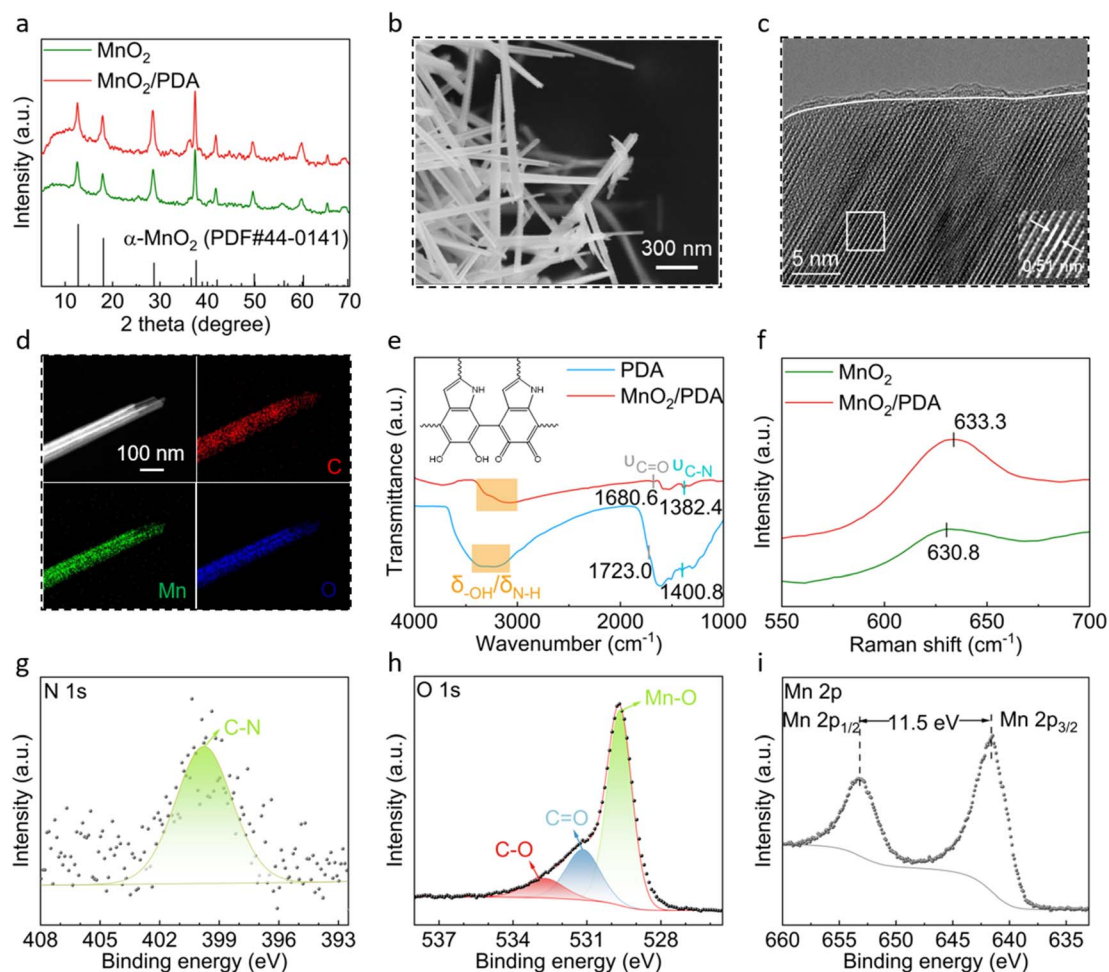 a
MnO₂
MnO₂/PDA
α-MnO₂ (PDF#44-0141)
Intensity (a.u.)
10 20 30 40 50 60 70
2 theta (degree)
b
300 nm
c
5 nm
0.51 nm
d
100 nm
C
Mn
O
e
PDA
MnO₂/PDA
NH
NH
HO OH O O
υC=O
υC-N
1680.6
1382.4
1723.0
1400.8
δ-OH/δN-H
Transmittance (a.u.)
4000 3000 2000 1000
Wavenumber (cm⁻¹)
f
MnO₂
MnO₂/PDA
633.3
630.8
Intensity (a.u.)
550 600 650 700
Raman shift (cm⁻¹)
g
N 1s
C-N
Intensity (a.u.)
408 405 402 399 396 393
Binding energy (eV)
h
O 1s
Mn-O
C=O
C-O
Intensity (a.u.)
537 534 531 528
Binding energy (eV)
i
Mn 2p
Mn 2p₁/₂
11.5 eV
Mn 2p₃/₂
Intensity (a.u.)
660 655 650 645 640 635
Binding energy (eV)